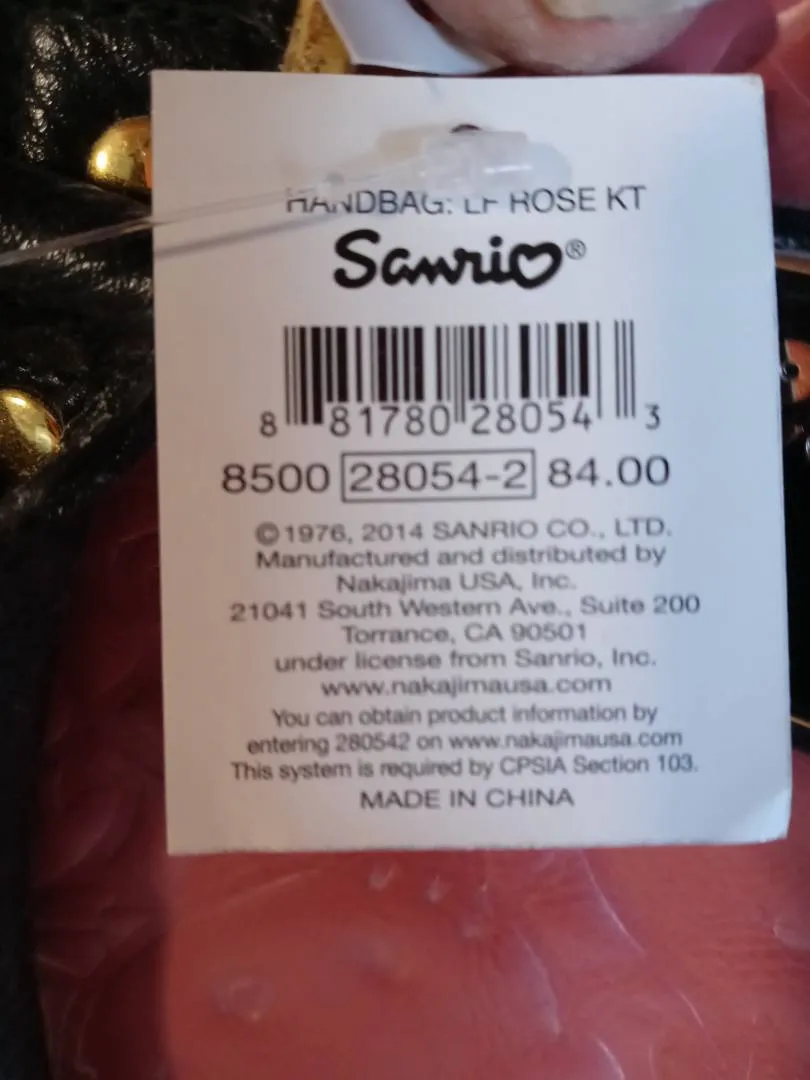 HANDBAG: LF ROSE KT
Sanrio®
8 81780 28054 3
8500 28054-2 84.00
©1976, 2014 SANRIO CO., LTD.
Manufactured and distributed by
Nakajima USA, Inc.
21041 South Western Ave., Suite 200
Torrance, CA 90501
under license from Sanrio, Inc.
www.nakajimausa.com
You can obtain product information by
entering 280542 on www.nakajimausa.com
This system is required by CPSIA Section 103.
MADE IN CHINA